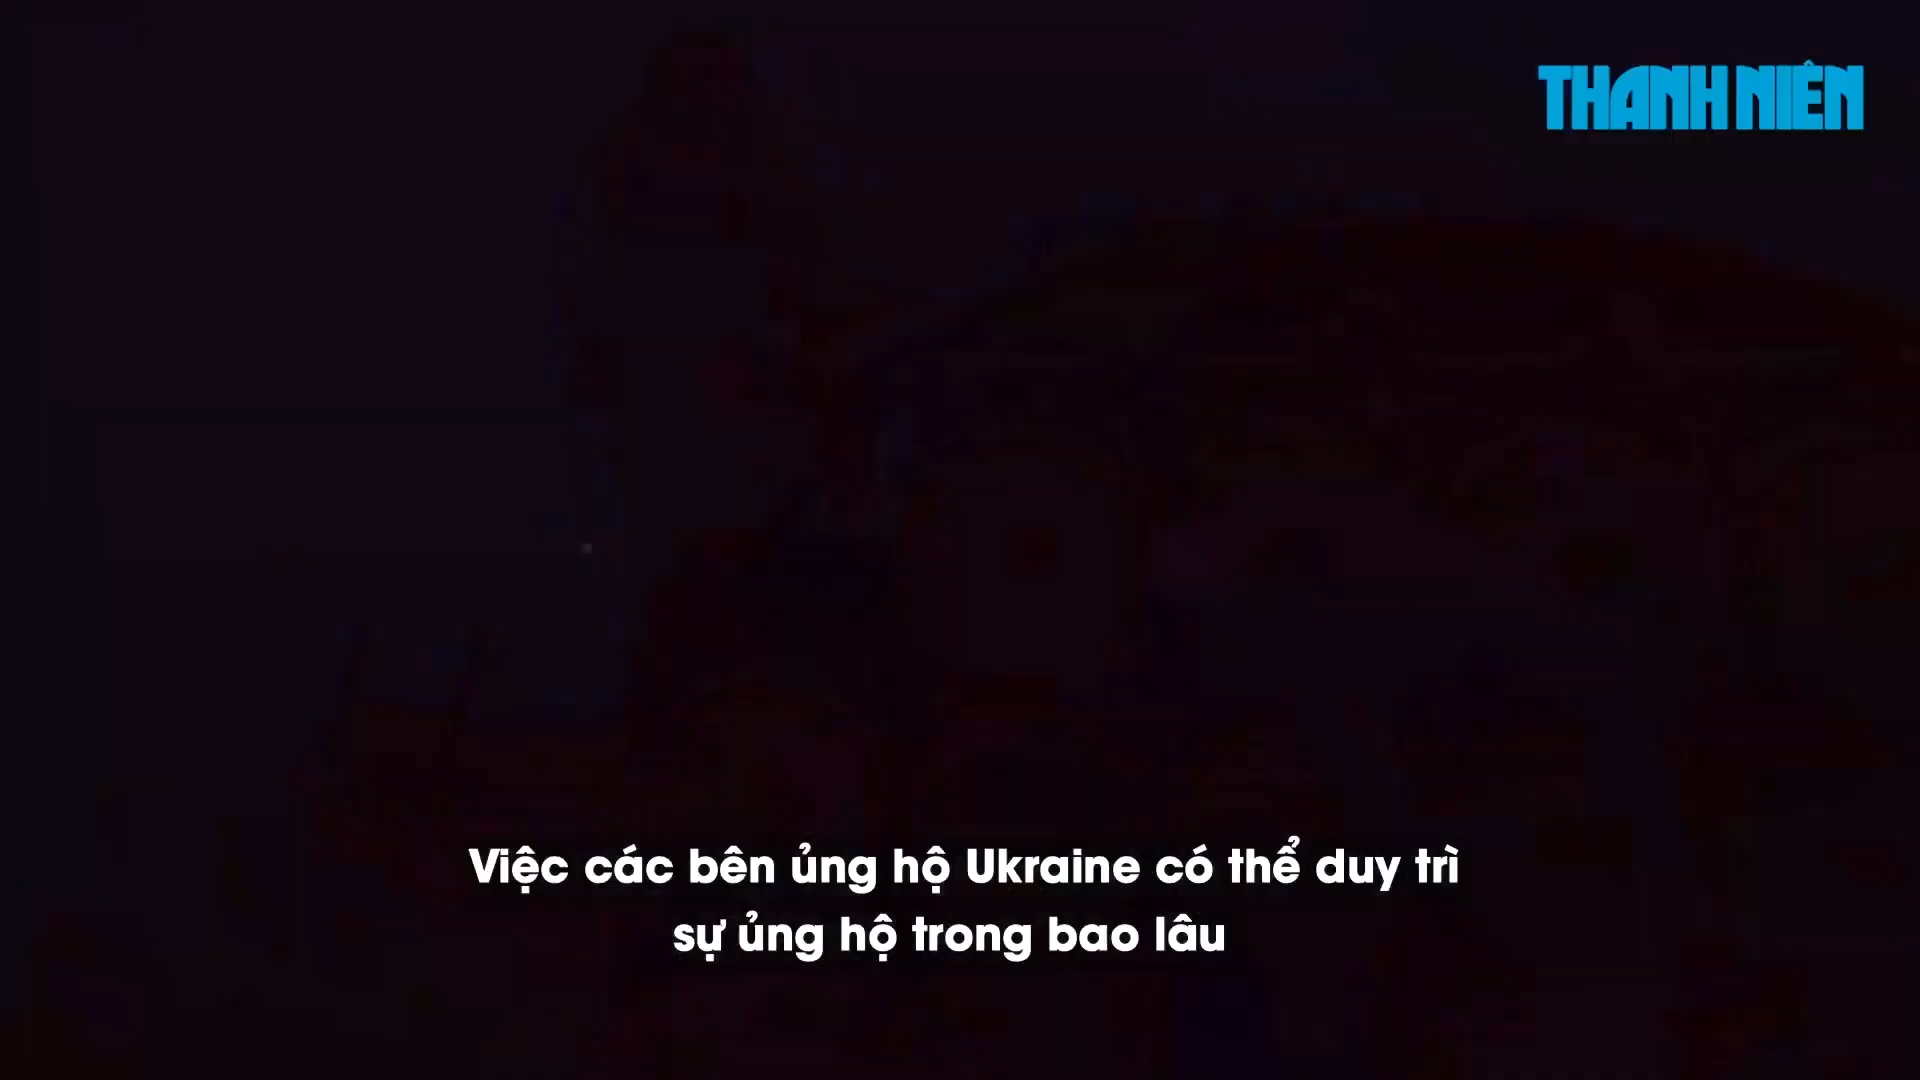 THANH NIÊN
Việc các bên ủng hộ Ukraine có thể duy trì
sự ủng hộ trong bao lâu